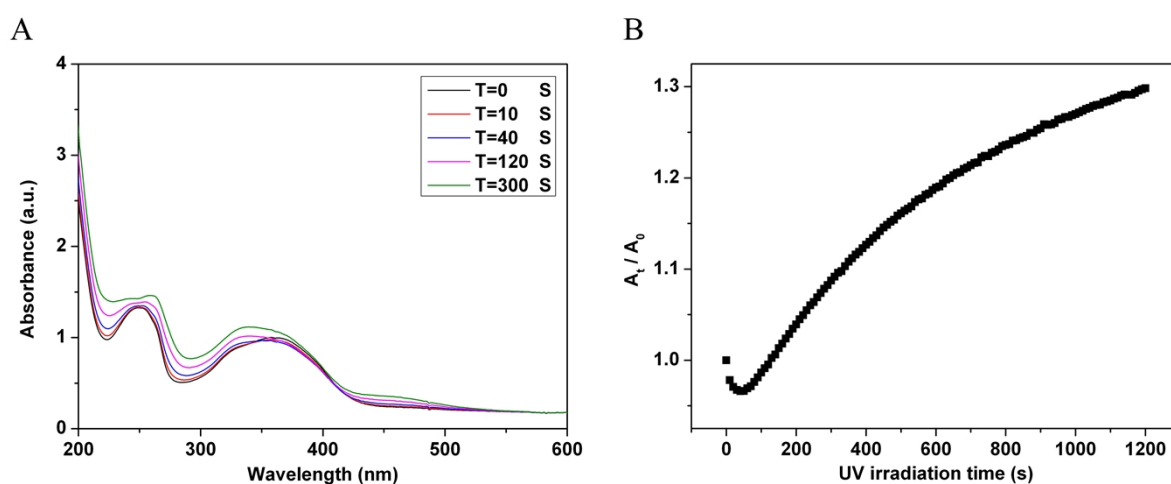 A
B
4
3
2
1
0
200
300
400
500
600
Absorbance (a.u.)
Wavelength (nm)
T=0 S
T=10 S
T=40 S
T=120 S
T=300 S
1.3
1.2
1.1
1.0
0
200
400
600
800
1000
1200
At / A0
UV irradiation time (s)